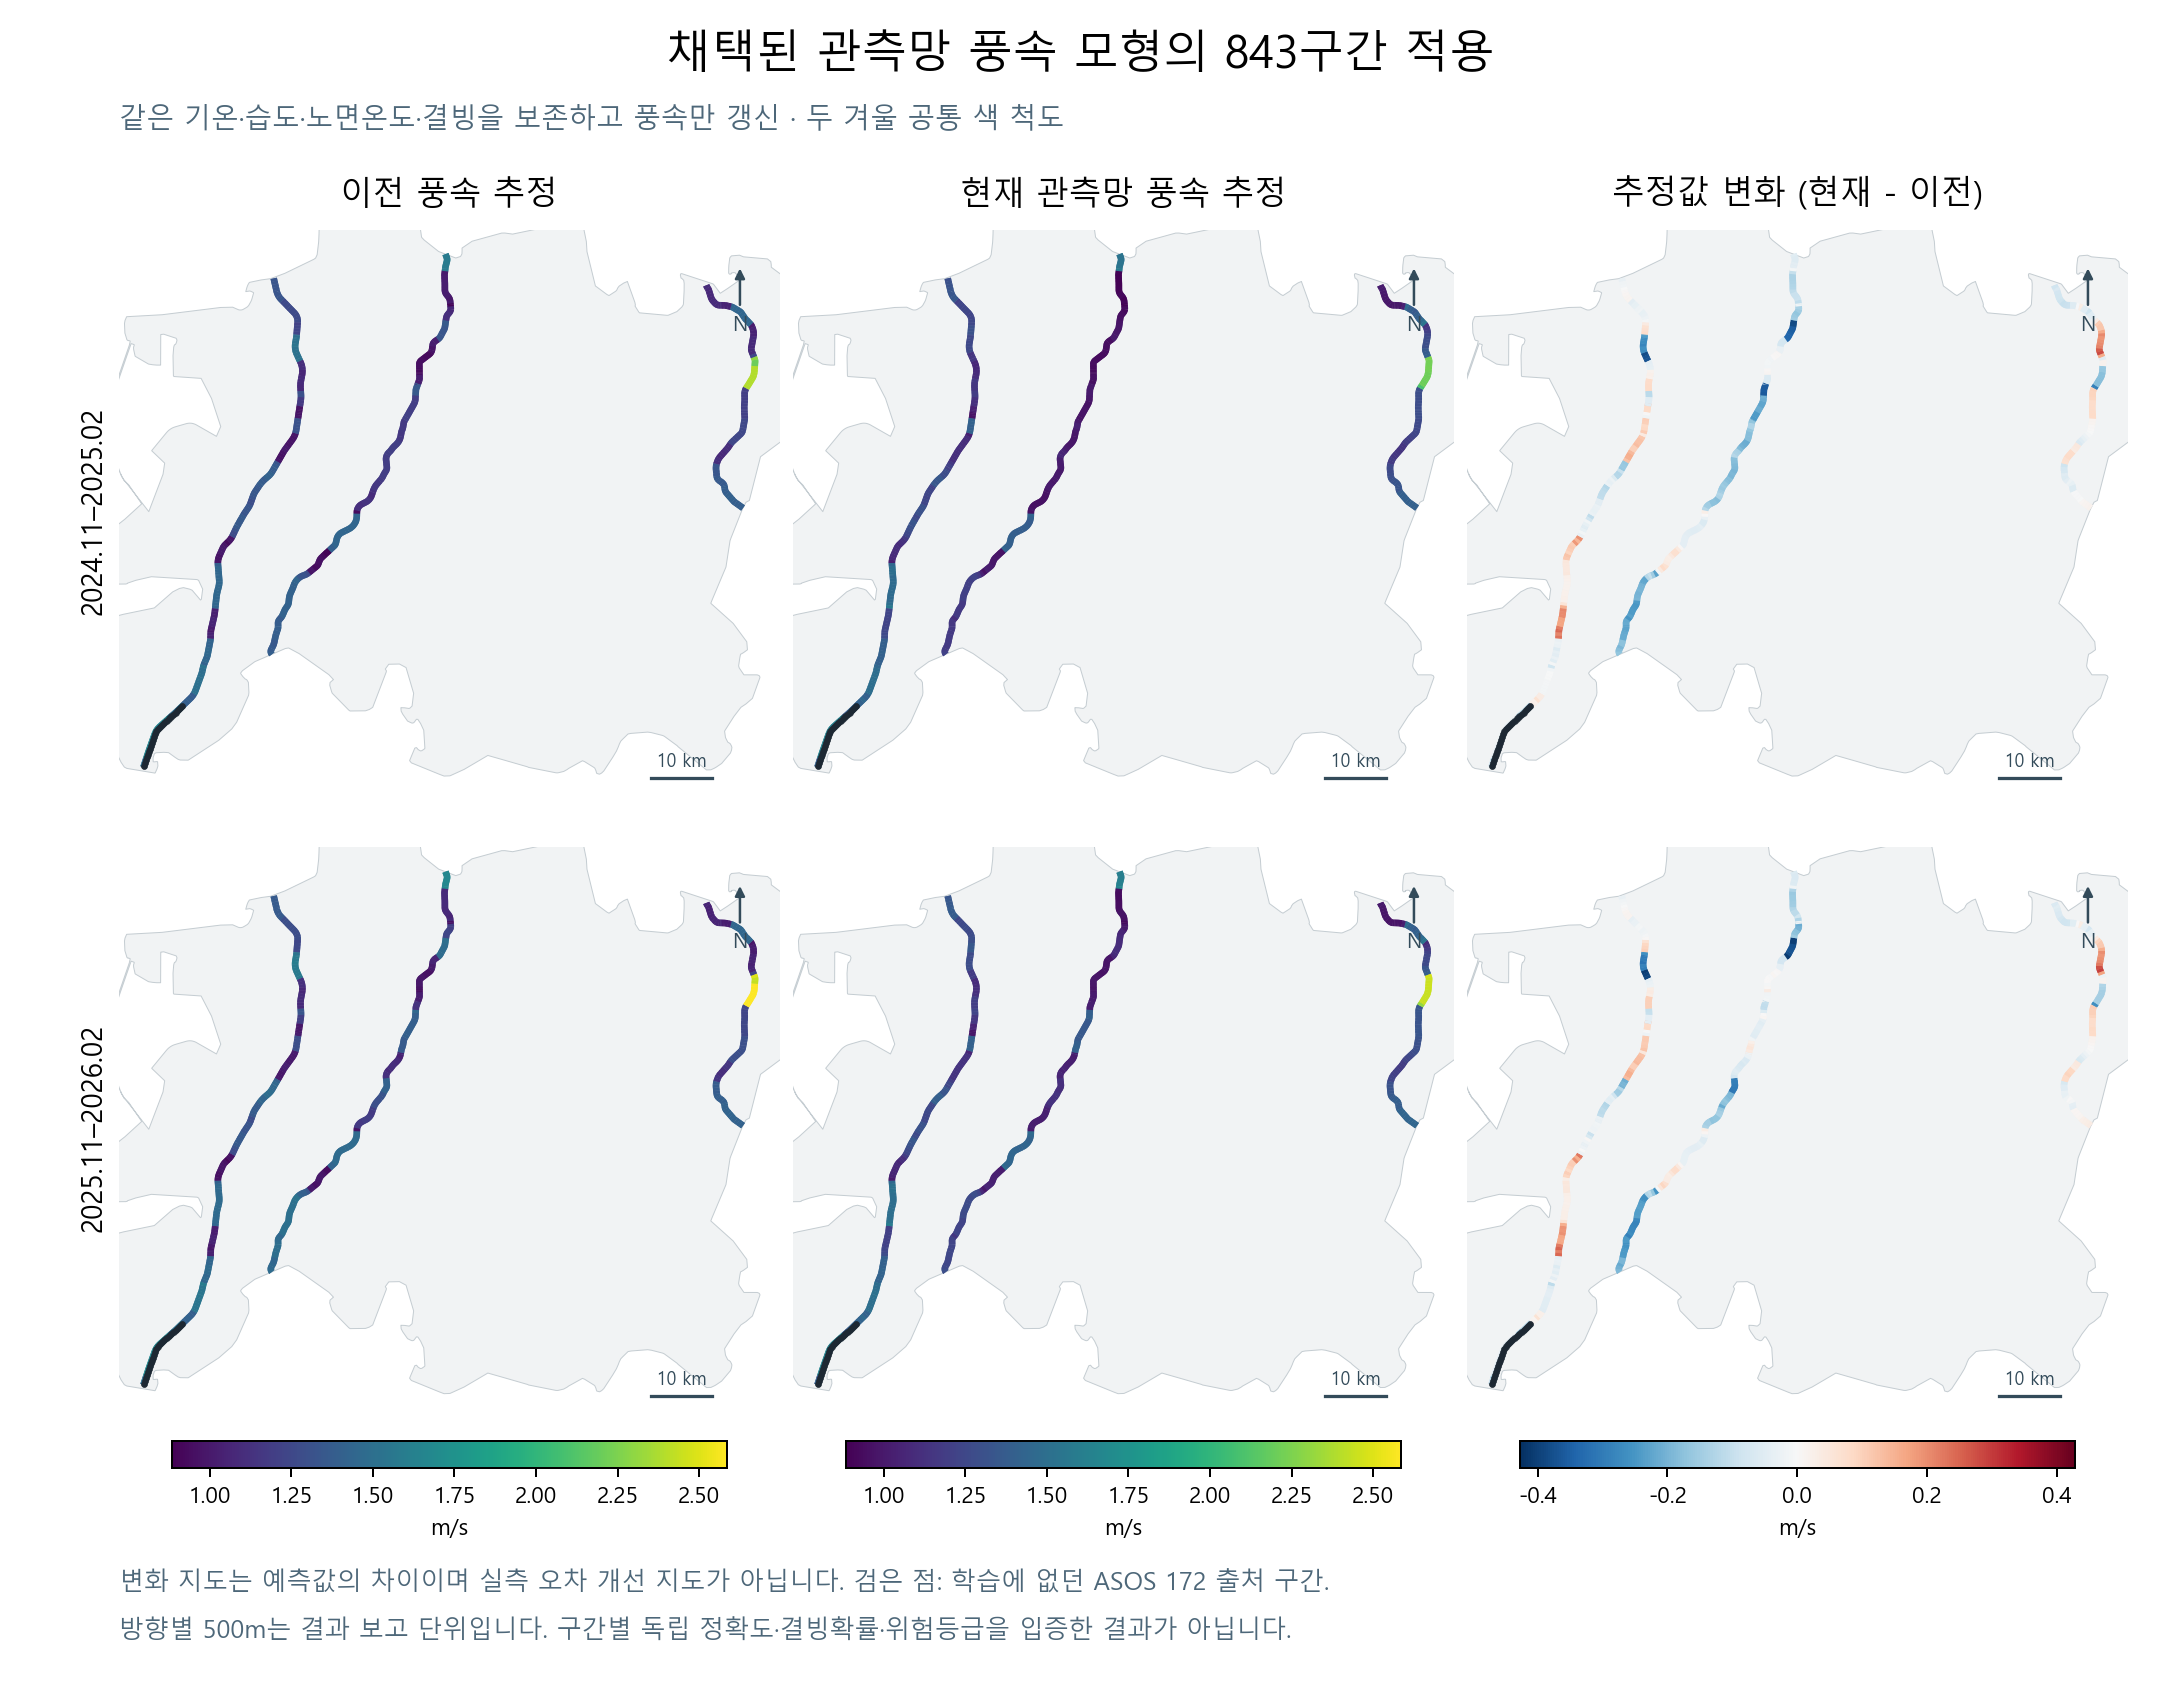 채택된 관측망 풍속 모형의 843구간 적용
같은 기온·습도·노면온도·결빙을 보존하고 풍속만 갱신 · 두 겨울 공통 색 척도
이전 풍속 추정
현재 관측망 풍속 추정
추정값 변화 (현재 - 이전)
2024.11–2025.02
N
10 km
N
10 km
N
10 km
2025.11–2026.02
N
10 km
N
10 km
N
10 km
1.00 1.25 1.50 1.75 2.00 2.25 2.50
m/s
1.00 1.25 1.50 1.75 2.00 2.25 2.50
m/s
-0.4 -0.2 0.0 0.2 0.4
m/s
변화 지도는 예측값의 차이이며 실측 오차 개선 지도가 아닙니다. 검은 점: 학습에 없던 ASOS 172 출처 구간.
방향별 500m는 결과 보고 단위입니다. 구간별 독립 정확도·결빙확률·위험등급을 입증한 결과가 아닙니다.